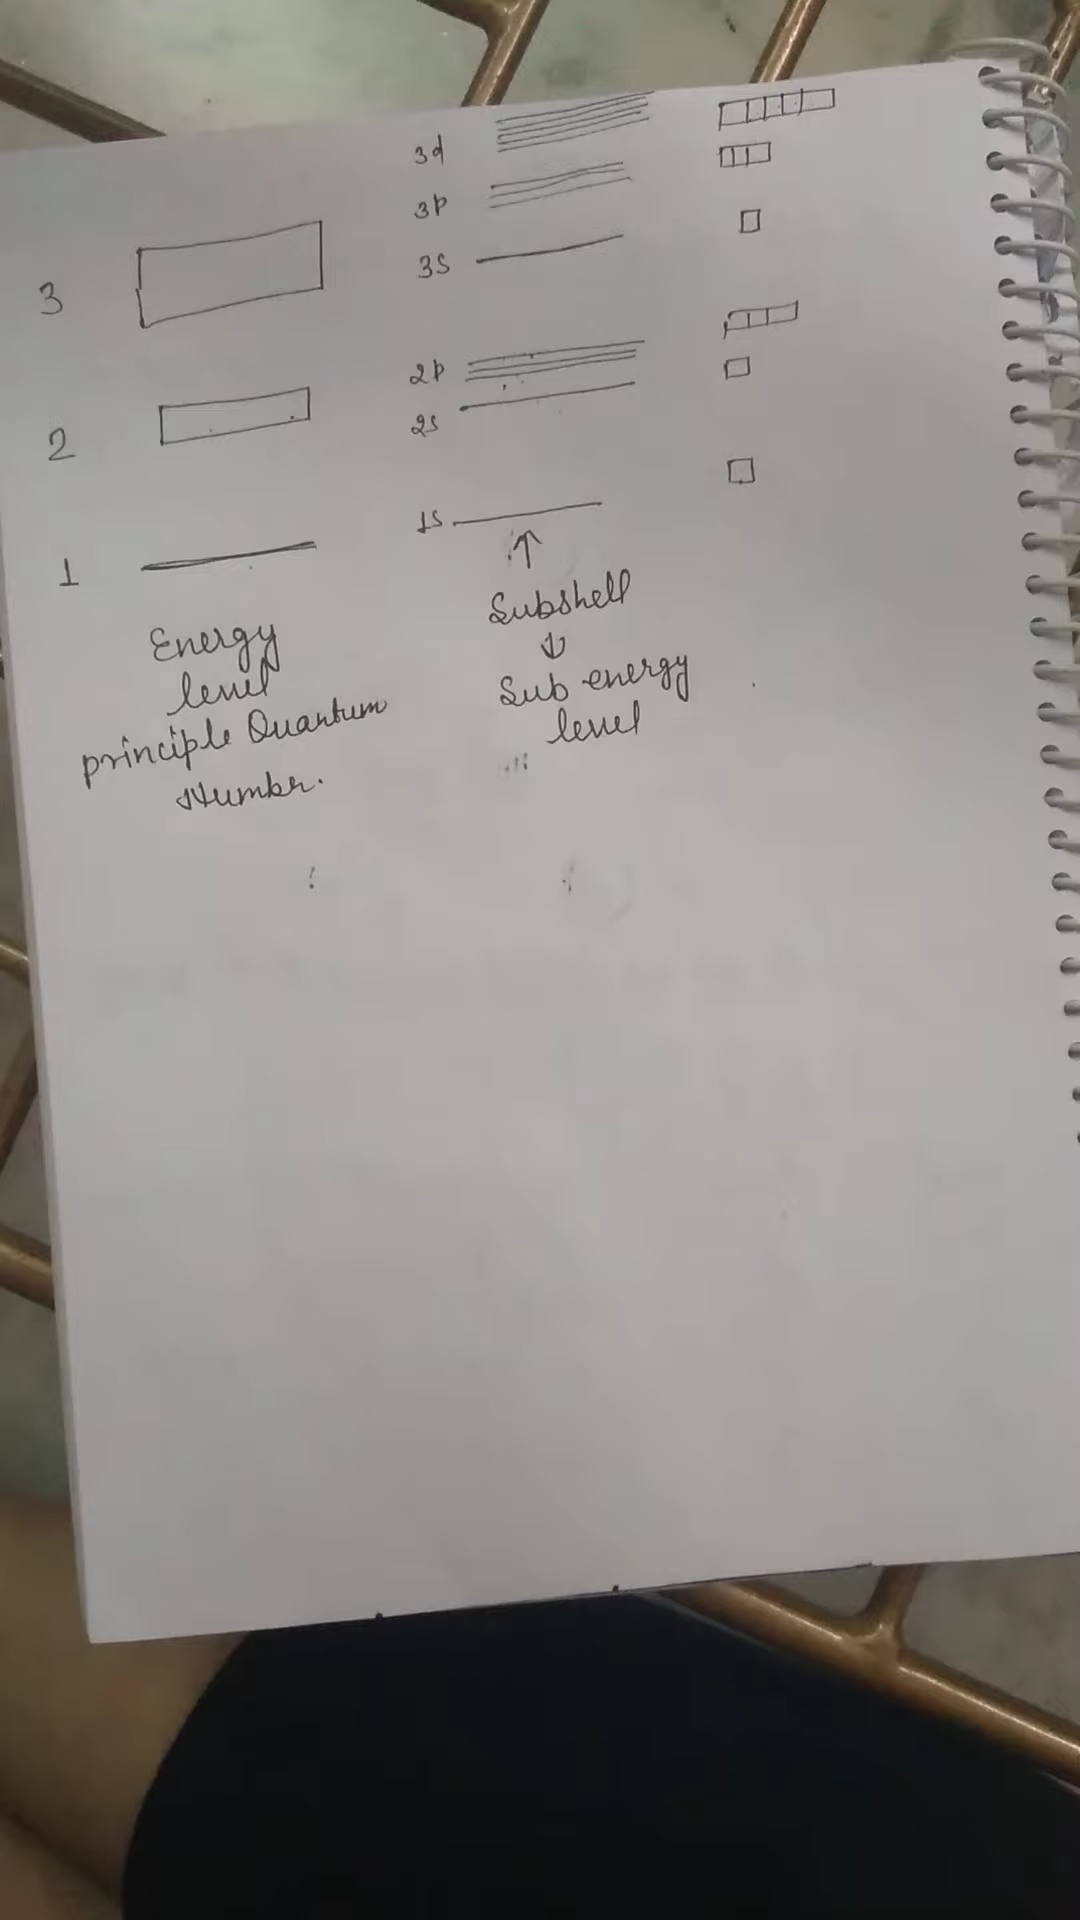 3d
3p
3s
3
2p
2s
2
1s
1
Energy
level
principle Quantum
Number.
Subshell
Sub energy
level